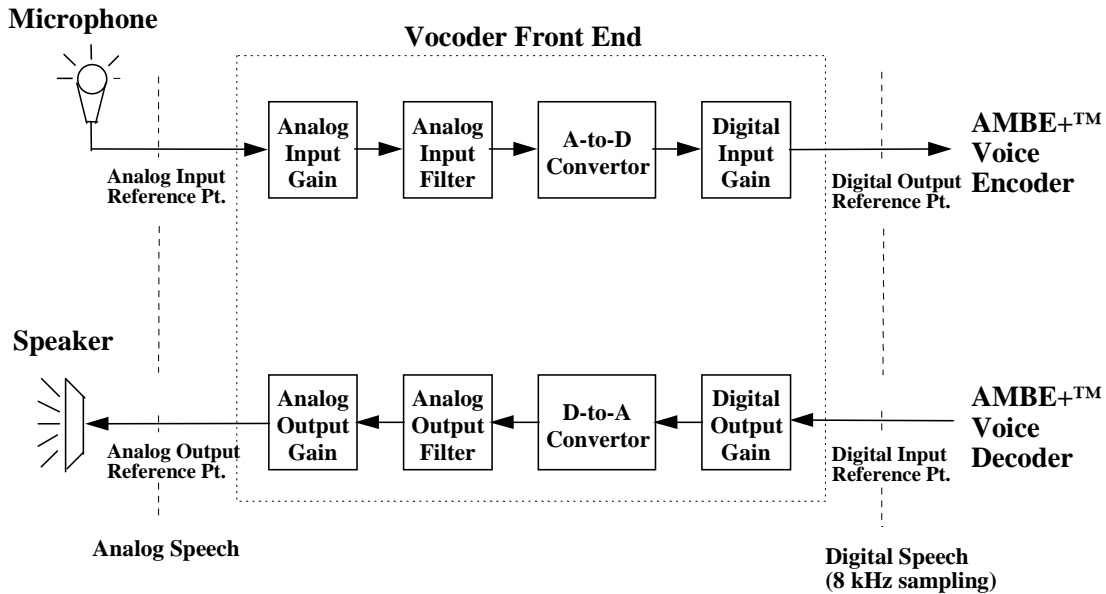 Microphone
Vocoder Front End
Analog
Input
Gain
Analog
Input
Filter
A-to-D
Convertor
Digital
Input
Gain
AMBE+™
Voice
Encoder
Analog Input
Reference Pt.
Digital Output
Reference Pt.
Speaker
Analog
Output
Gain
Analog
Output
Filter
D-to-A
Convertor
Digital
Output
Gain
AMBE+™
Voice
Decoder
Analog Output
Reference Pt.
Digital Input
Reference Pt.
Analog Speech
Digital Speech
(8 kHz sampling)